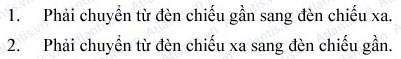 1. Phải chuyển từ đèn chiếu gần sang đèn chiếu xa.
2. Phải chuyển từ đèn chiếu xa sang đèn chiếu gần.